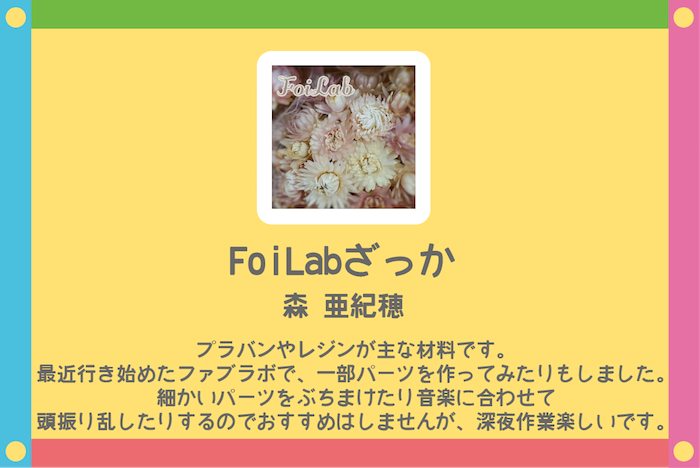 FoiLab
FoiLabざっか
森 亜紀穂
プラバンやレジンが主な材料です。
最近行き始めたファブラボで、一部パーツを作ってみたりもしました。
細かいパーツをぶちまけたり音楽に合わせて
頭振り乱したりするのでおすすめはしませんが、深夜作業楽しいです。